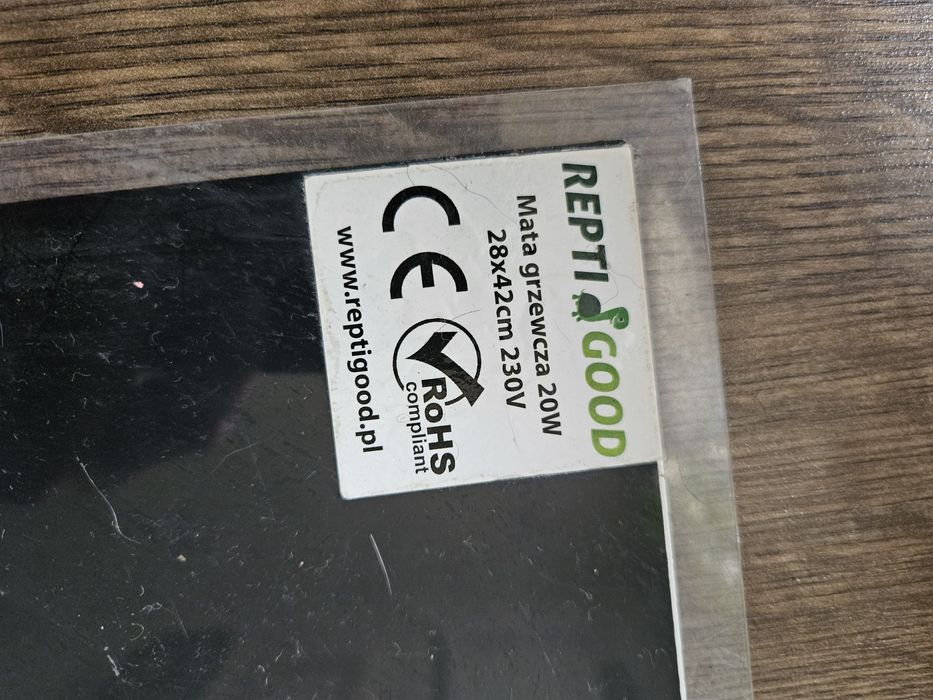 REPTI GOOD
Mata grzewcza 20W
28x42cm 230V
CE
RoHS
compliant
www.reptigood.pl